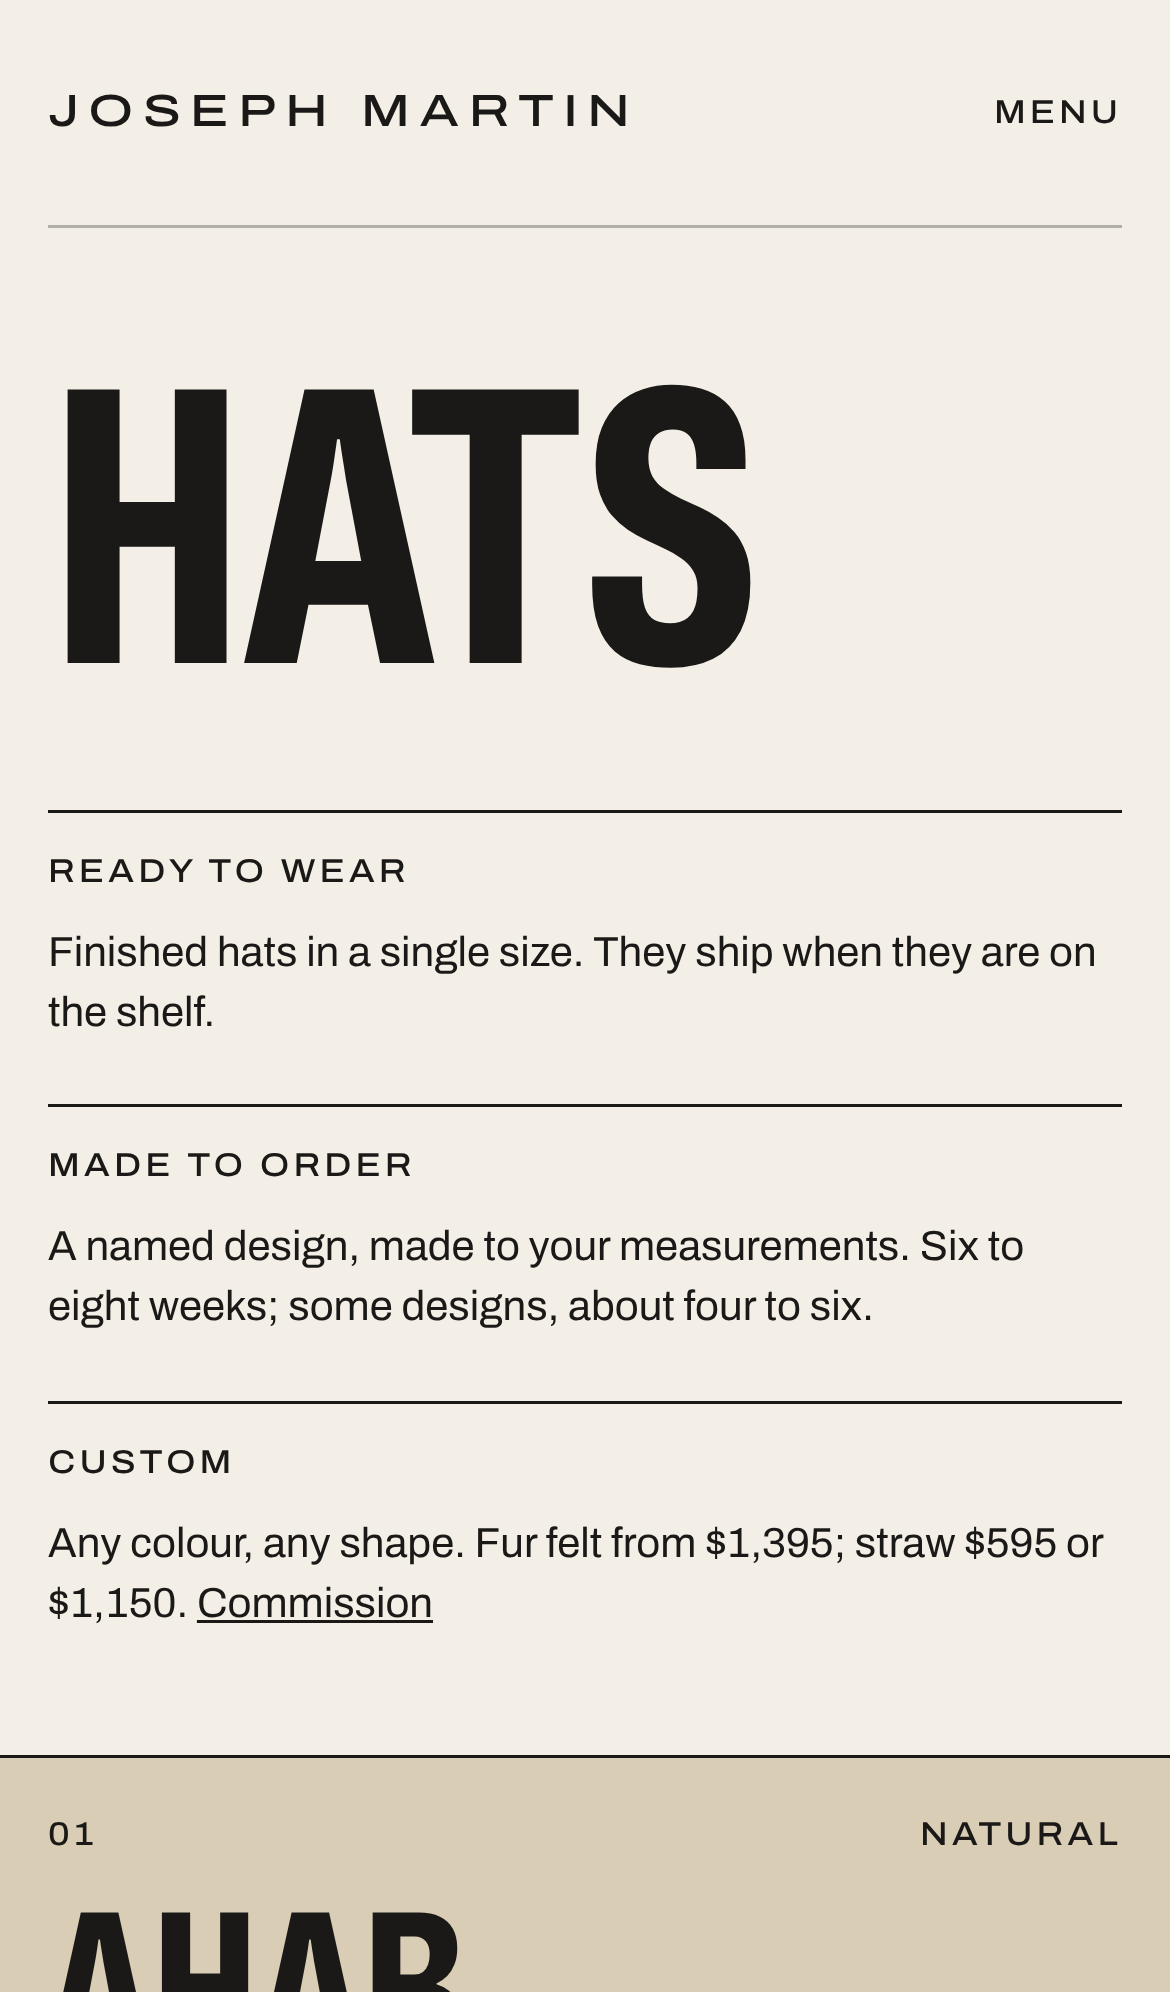 JOSEPH MARTIN
MENU
HATS
READY TO WEAR
Finished hats in a single size. They ship when they are on
the shelf.
MADE TO ORDER
A named design, made to your measurements. Six to
eight weeks; some designs, about four to six.
CUSTOM
Any colour, any shape. Fur felt from $1,395; straw $595 or
$1,150. Commission
01
NATURAL